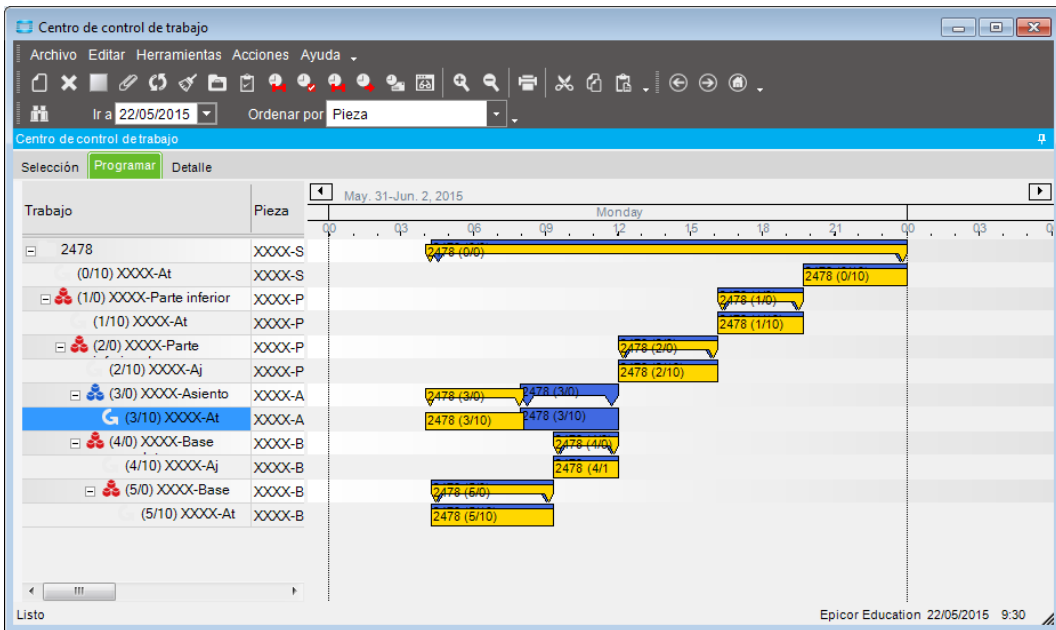 Centro de control de trabajo
Archivo Editar Herramientas Acciones Ayuda
Ir a 22/05/2015 Ordenar por Pieza
Centro de control de trabajo
Selección Programar Detalle
Trabajo Pieza May. 31-Jun. 2, 2015
Monday
00 03 06 09 12 15 18 21 00 03
2478 XXXX-S 2478 (0/0)
(0/10) XXXX-At XXXX-S 2478 (0/10)
(1/0) XXXX-Parte inferior XXXX-P 2478 (1/0)
(1/10) XXXX-At XXXX-P 2478 (1/10)
(2/0) XXXX-Parte XXXX-P 2478 (2/0)
(2/10) XXXX-Aj XXXX-P 2478 (2/10)
(3/0) XXXX-Asiento XXXX-A 2478 (3/0) 2478 (3/0)
(3/10) XXXX-At XXXX-A 2478 (3/10) 2478 (3/10)
(4/0) XXXX-Base XXXX-B 2478 (4/0)
(4/10) XXXX-Aj XXXX-B 2478 (4/1
(5/0) XXXX-Base XXXX-B 2478 (5/0)
(5/10) XXXX-At XXXX-B 2478 (5/10)
Listo Epicor Education 22/05/2015 9:30